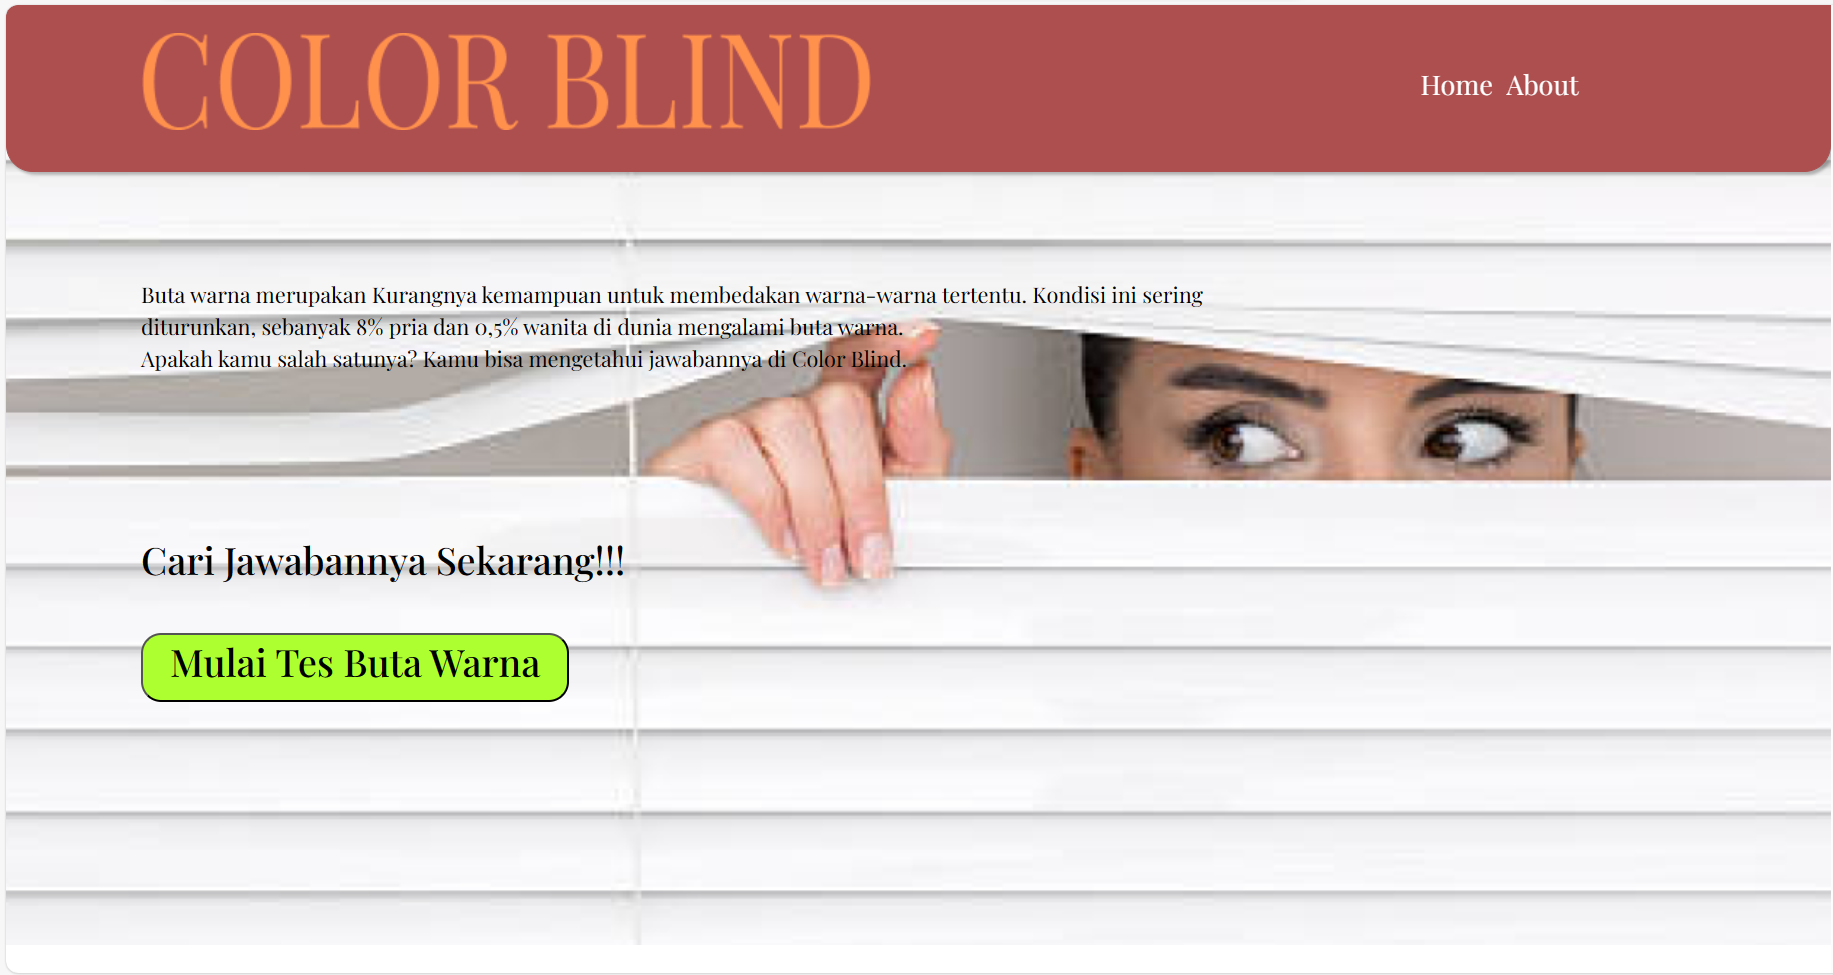 COLOR BLIND
Home About
Buta warna merupakan Kurangnya kemampuan untuk membedakan warna-warna tertentu. Kondisi ini sering
diturunkan, sebanyak 8% pria dan 0,5% wanita di dunia mengalami buta warna.
Apakah kamu salah satunya? Kamu bisa mengetahui jawabannya di Color Blind.
Cari Jawabannya Sekarang!!!
Mulai Tes Buta Warna